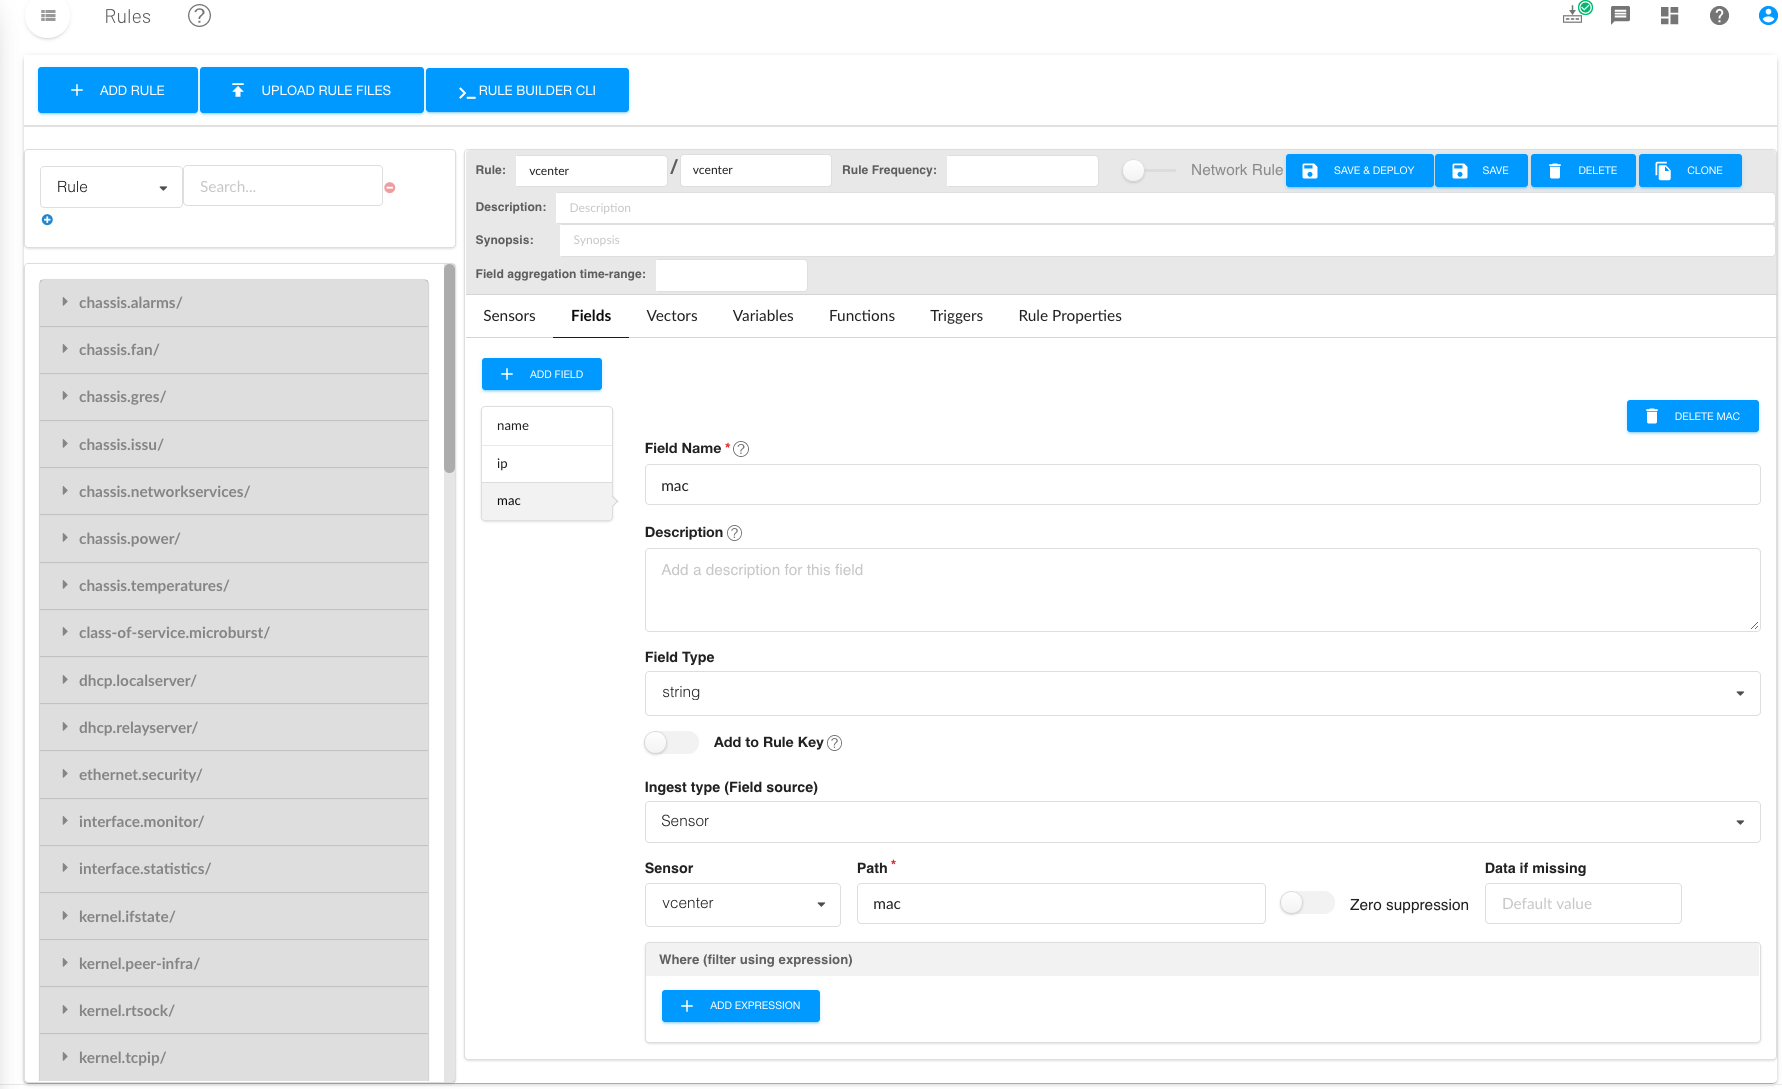 Rules
ADD RULE
UPLOAD RULE FILES
RULE BUILDER CLI
Rule
Search...
chassis.alarms/
chassis.fan/
chassis.gres/
chassis.issu/
chassis.networkservices/
chassis.power/
chassis.temperatures/
class-of-service.microburst/
dhcp.localserver/
dhcp.relayserver/
ethernet.security/
interface.monitor/
interface.statistics/
kernel.ifstate/
kernel.peer-infra/
kernel.rtsock/
kernel.tcpip/
Rule: vcenter / vcenter Rule Frequency: Network Rule SAVE & DEPLOY SAVE DELETE CLONE
Description: Description
Synopsis: Synopsis
Field aggregation time-range:
Sensors Fields Vectors Variables Functions Triggers Rule Properties
ADD FIELD
name
ip
mac
DELETE MAC
Field Name *
mac
Description
Add a description for this field
Field Type
string
Add to Rule Key
Ingest type (Field source)
Sensor
Sensor Path * Data if missing
vcenter mac Zero suppression Default value
Where (filter using expression)
ADD EXPRESSION